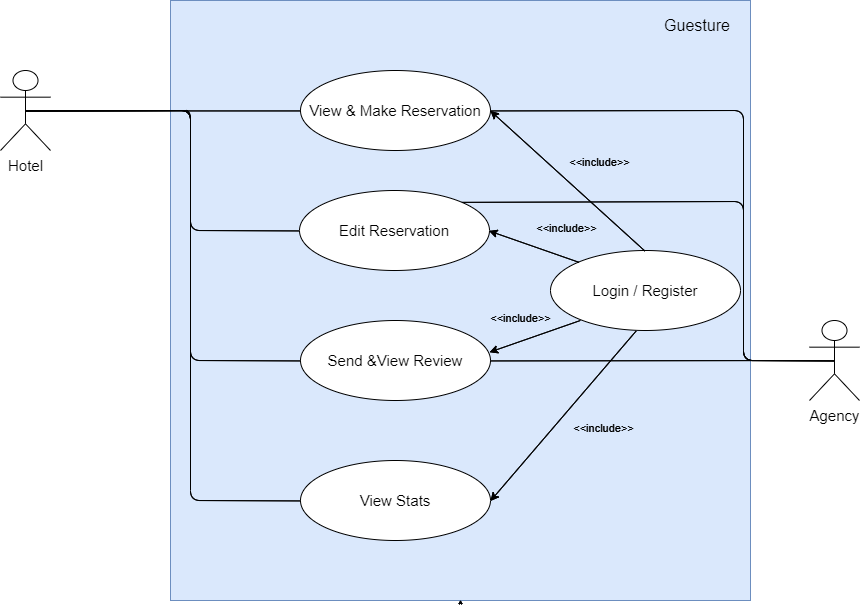 Guesture
View & Make Reservation
Hotel
<<include>>
Edit Reservation
<<include>>
Login / Register
<<include>>
Send &View Review
Agency
<<include>>
View Stats